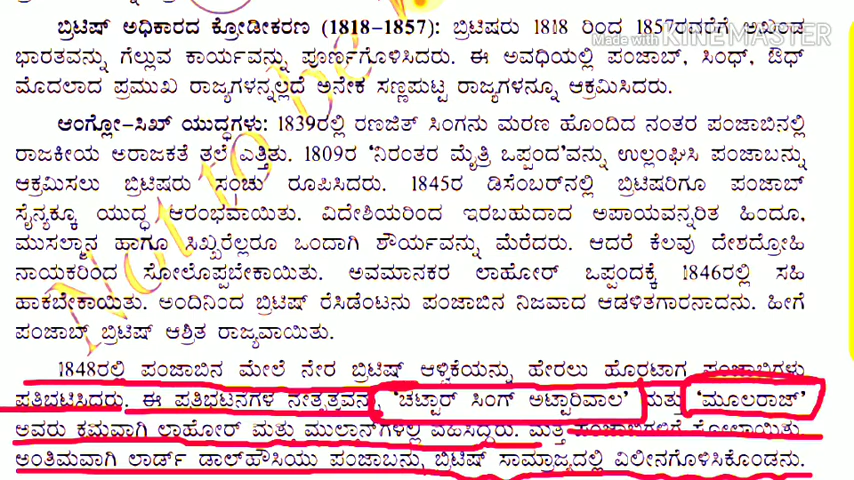 ಬ್ರಿಟಿಷ್ ಅಧಿಕಾರದ ಕ್ರೋಡೀಕರಣ (1818-1857): ಬ್ರಿಟಿಷರು 1818 ರಿಂದ 1857ರವರೆಗೆ ಅಖಂಡ
Made with KINEMASTER
ಭಾರತವನ್ನು ಗೆಲ್ಲುವ ಕಾರ್ಯವನ್ನು ಪೂರ್ಣಗೊಳಿಸಿದರು. ಈ ಅವಧಿಯಲ್ಲಿ ಪಂಜಾಬ್, ಸಿಂಧ್, ಔಧ್
ಮೊದಲಾದ ಪ್ರಮುಖ ರಾಜ್ಯಗಳನ್ನಲ್ಲದೆ ಅನೇಕ ಸಣ್ಣಪುಟ್ಟ ರಾಜ್ಯಗಳನ್ನೂ ಆಕ್ರಮಿಸಿದರು.
ಆಂಗ್ಲೋ-ಸಿಖ್ ಯುದ್ಧಗಳು: 1839ರಲ್ಲಿ ರಣಜಿತ್ ಸಿಂಗನು ಮರಣ ಹೊಂದಿದ ನಂತರ ಪಂಜಾಬಿನಲ್ಲಿ
ರಾಜಕೀಯ ಅರಾಜಕತೆ ತಲೆ ಎತ್ತಿತು. 1809ರ 'ನಿರಂತರ ಮೈತ್ರಿ ಒಪ್ಪಂದ'ವನ್ನು ಉಲ್ಲಂಘಿಸಿ ಪಂಜಾಬನ್ನು
ಆಕ್ರಮಿಸಲು ಬ್ರಿಟಿಷರು ಸಂಚು ರೂಪಿಸಿದರು. 1845ರ ಡಿಸೆಂಬರ್‌ನಲ್ಲಿ ಬ್ರಿಟಿಷರಿಗೂ ಪಂಜಾಬ್
ಸೈನ್ಯಕ್ಕೂ ಯುದ್ಧ ಆರಂಭವಾಯಿತು. ವಿದೇಶಿಯರಿಂದ ಇರಬಹುದಾದ ಅಪಾಯವನ್ನರಿತ ಹಿಂದೂ,
ಮುಸಲ್ಮಾನ ಹಾಗೂ ಸಿಖ್ಖರೆಲ್ಲರೂ ಒಂದಾಗಿ ಶೌರ್ಯವನ್ನು ಮೆರೆದರು. ಆದರೆ ಕೆಲವು ದೇಶದ್ರೋಹಿ
ನಾಯಕರಿಂದ ಸೋಲೊಪ್ಪಬೇಕಾಯಿತು. ಅವಮಾನಕರ ಲಾಹೋರ್ ಒಪ್ಪಂದಕ್ಕೆ 1846ರಲ್ಲಿ ಸಹಿ
ಹಾಕಬೇಕಾಯಿತು. ಅಂದಿನಿಂದ ಬ್ರಿಟಿಷ್ ರೆಸಿಡೆಂಟನು ಪಂಜಾಬಿನ ನಿಜವಾದ ಆಡಳಿತಗಾರನಾದನು. ಹೀಗೆ
ಪಂಜಾಬ್ ಬ್ರಿಟಿಷ್ ಆಶ್ರಿತ ರಾಜ್ಯವಾಯಿತು.
1848ರಲ್ಲಿ ಪಂಜಾಬಿನ ಮೇಲೆ ನೇರ ಬ್ರಿಟಿಷ್ ಆಳ್ವಿಕೆಯನ್ನು ಹೇರಲು ಹೊರಟಾಗ ಪಂಜಾಬಿಗಳು
ಪ್ರತಿಭಟಿಸಿದರು. ಈ ಪ್ರತಿಭಟನೆಗಳ ನೇತೃತ್ವವನ್ನು 'ಚಟ್ಟಾರ್ ಸಿಂಗ್ ಅಟ್ಟಾರಿವಾಲ' ಮತ್ತು 'ಮೂಲರಾಜ್'
ಅವರು ಕ್ರಮವಾಗಿ ಲಾಹೋರ್ ಮತ್ತು ಮುಲ್ತಾನ್‌ಗಳಲ್ಲಿ ವಹಿಸಿದ್ದರು. ಮತ್ತೆ ಪಂಜಾಬಿಗಳಿಗೆ ಸೋಲಾಯಿತು.
ಅಂತಿಮವಾಗಿ ಲಾರ್ಡ್ ಡಾಲ್‌ಹೌಸಿಯು ಪಂಜಾಬನ್ನು ಬ್ರಿಟಿಷ್ ಸಾಮ್ರಾಜ್ಯದಲ್ಲಿ ವಿಲೀನಗೊಳಿಸಿಕೊಂಡನು.
Not to be